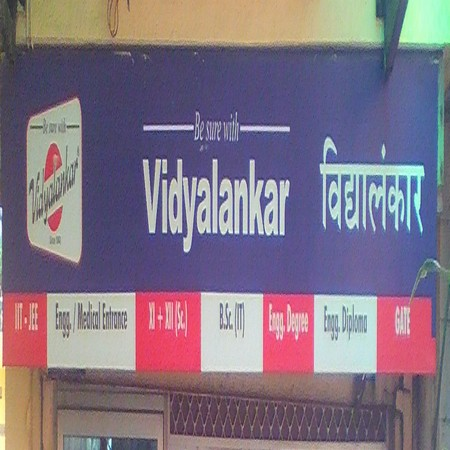 Be sure with
Vidyalankar
Since 1960
Be sure with
Vidyalankar
विद्यालंकार
IIT - JEE
Engg. / Medical Entrance
XI + XII (Sc.)
B.Sc. (IT)
Engg. Degree
Engg. Diploma
GATE